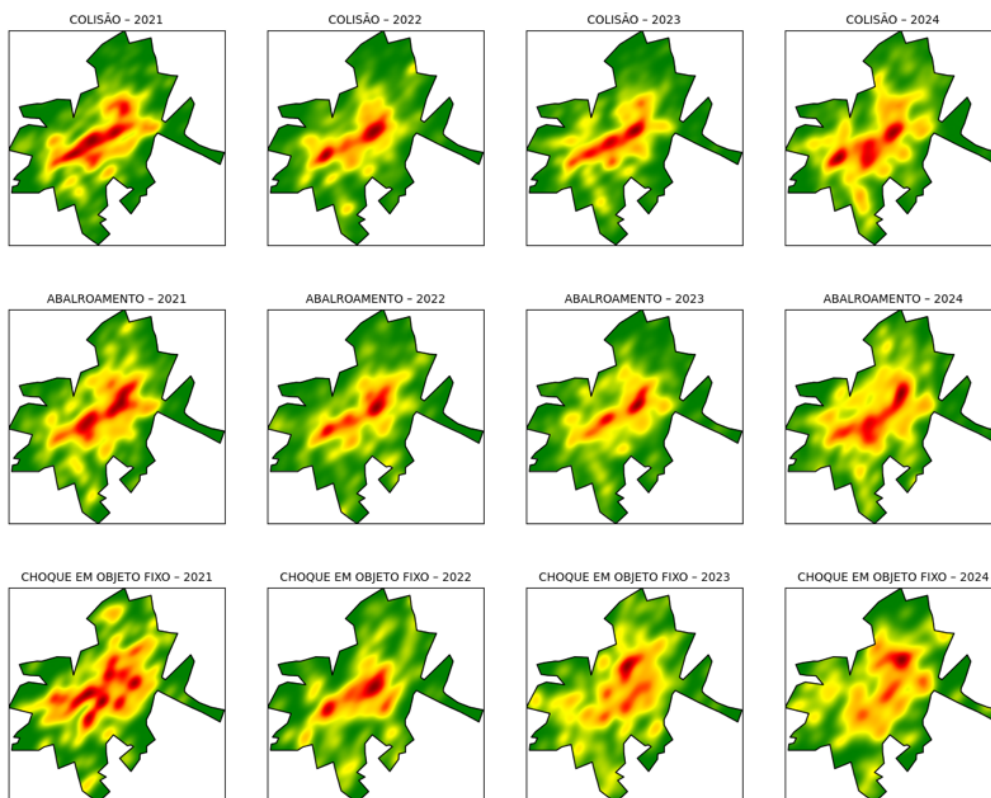 COLISÃO – 2021
COLISÃO – 2022
COLISÃO – 2023
COLISÃO – 2024
ABALROAMENTO – 2021
ABALROAMENTO – 2022
ABALROAMENTO – 2023
ABALROAMENTO – 2024
CHOQUE EM OBJETO FIXO – 2021
CHOQUE EM OBJETO FIXO – 2022
CHOQUE EM OBJETO FIXO – 2023
CHOQUE EM OBJETO FIXO – 2024